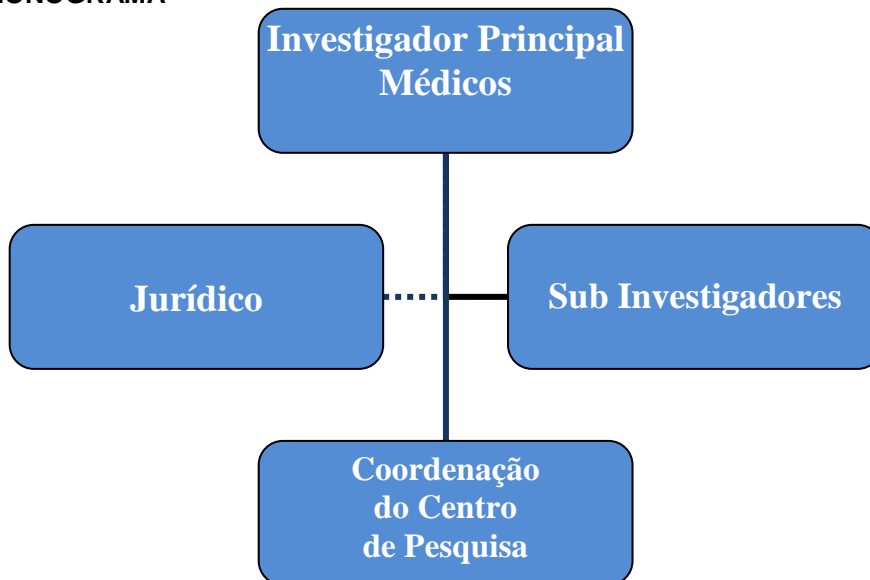 Investigador Principal
Médicos
Jurídico
Sub Investigadores
Coordenação
do Centro
de Pesquisa